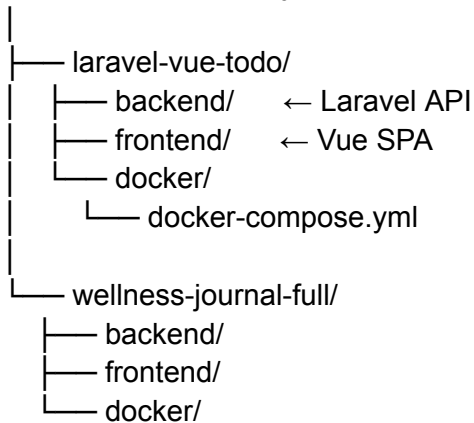 │
├── laravel-vue-todo/
│   ├── backend/     ← Laravel API
│   ├── frontend/     ← Vue SPA
│   └── docker/
│       └── docker-compose.yml
│
└── wellness-journal-full/
    ├── backend/
    ├── frontend/
    └── docker/